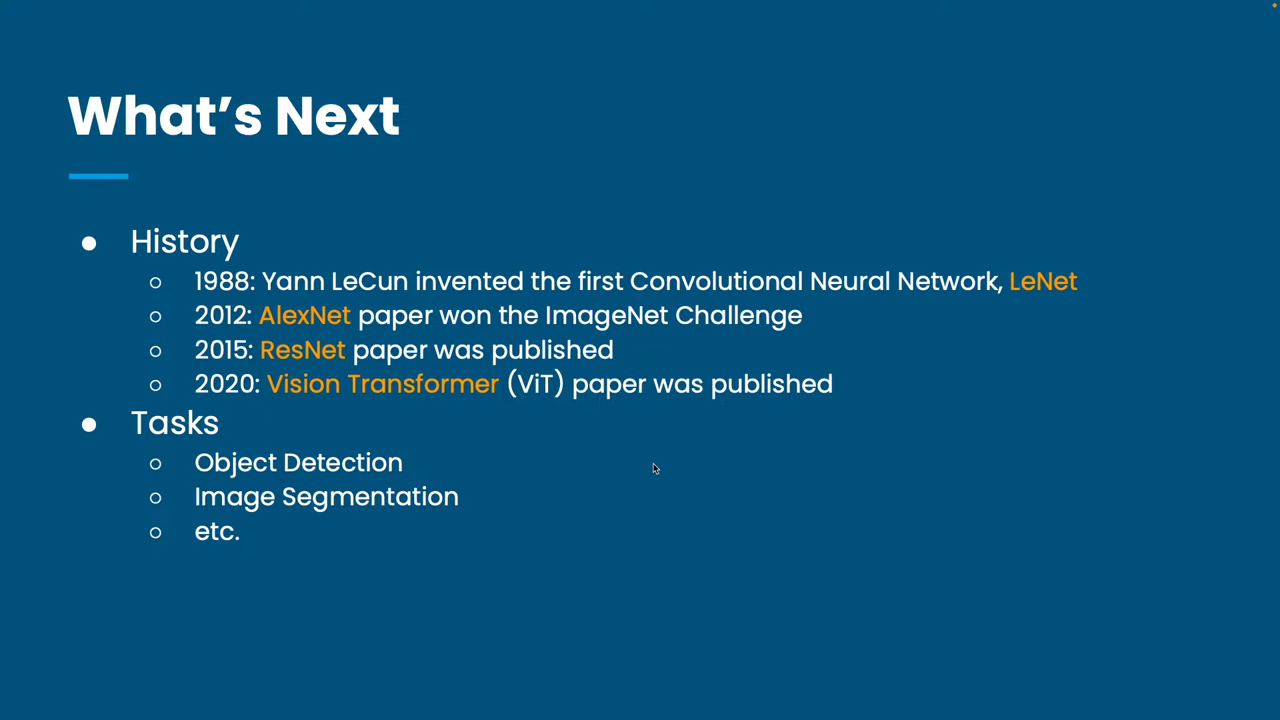 What's Next
● History
○ 1988: Yann LeCun invented the first Convolutional Neural Network, LeNet
○ 2012: AlexNet paper won the ImageNet Challenge
○ 2015: ResNet paper was published
○ 2020: Vision Transformer (ViT) paper was published
● Tasks
○ Object Detection
○ Image Segmentation
○ etc.